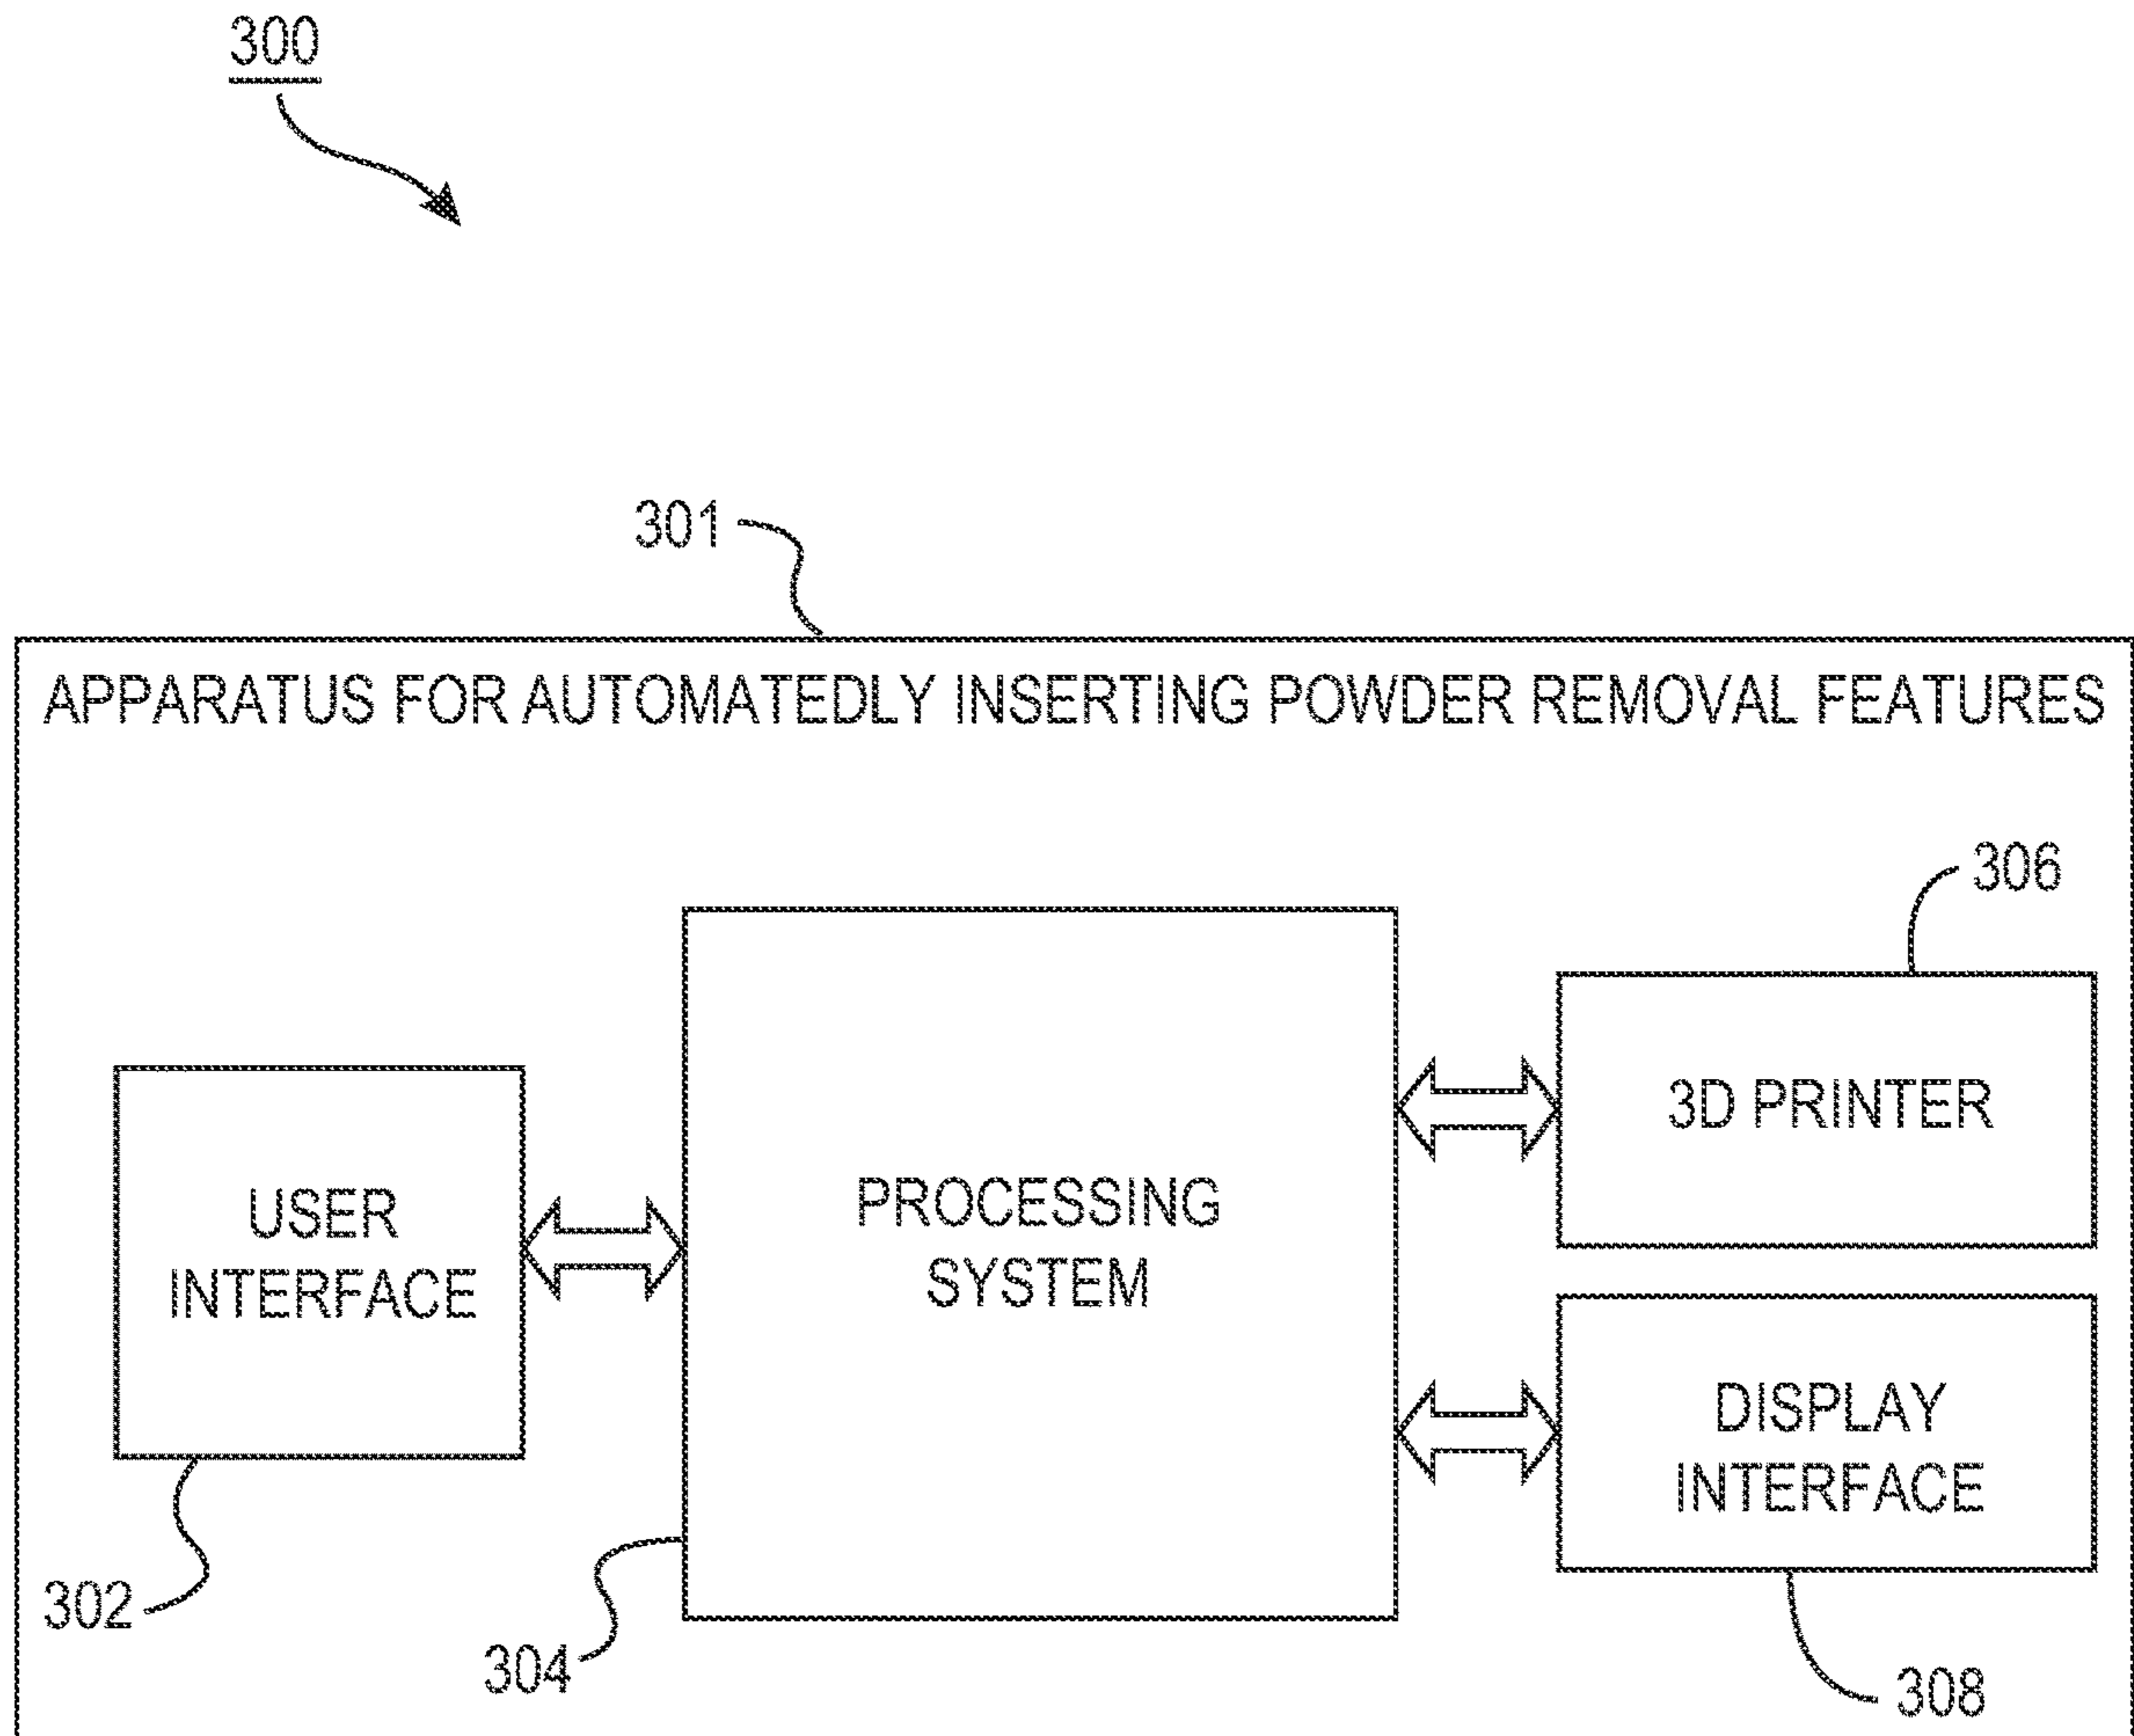 300
301
APPARATUS FOR AUTOMATEDLY INSERTING POWDER REMOVAL FEATURES
306
3D PRINTER
USER
INTERFACE
PROCESSING
SYSTEM
DISPLAY
INTERFACE
302
304
308